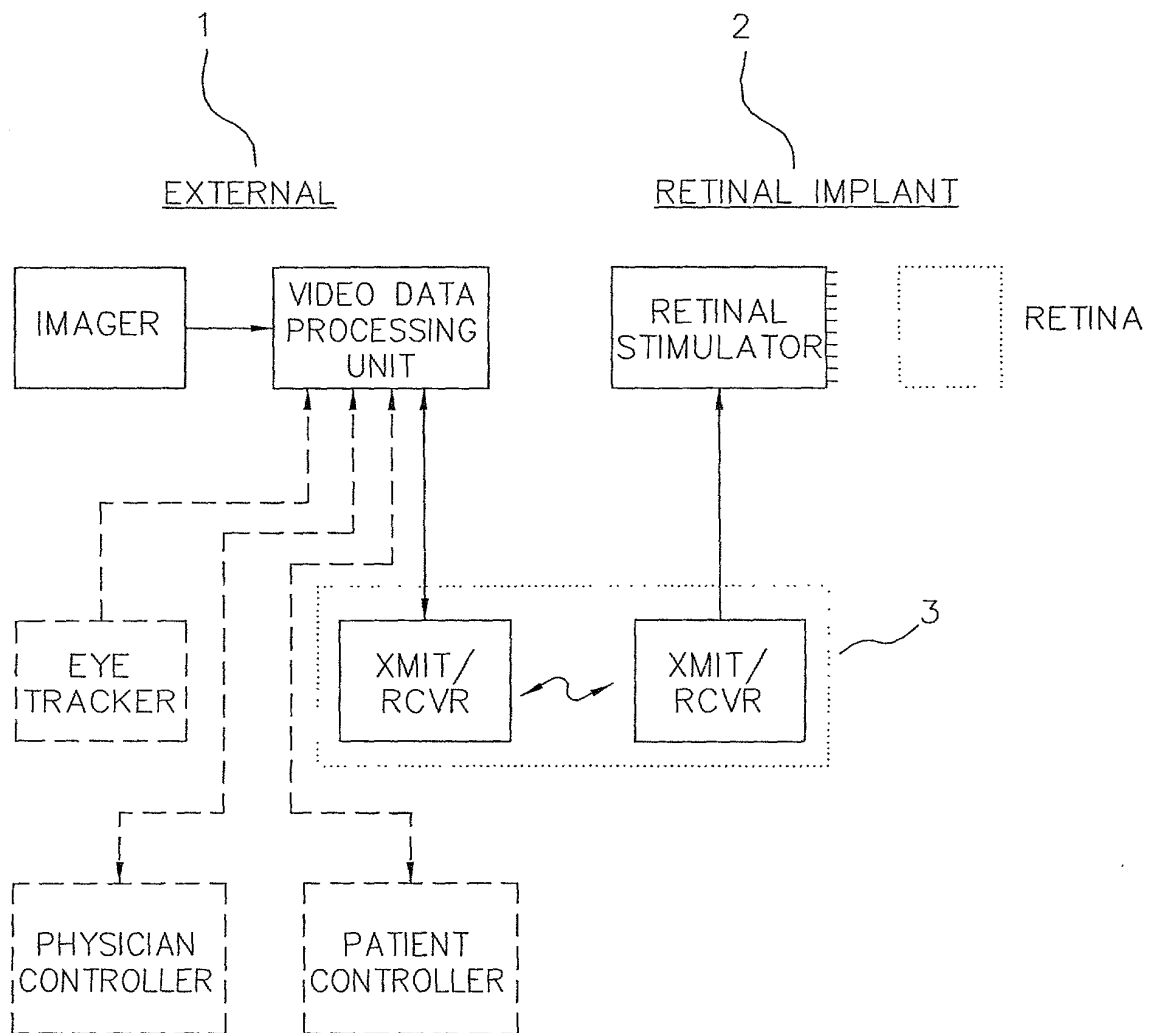 1
2
EXTERNAL
RETINAL IMPLANT
IMAGER
VIDEO DATA
PROCESSING
UNIT
RETINAL
STIMULATOR
RETINA
EYE
TRACKER
XMIT/
RCVR
XMIT/
RCVR
3
PHYSICIAN
CONTROLLER
PATIENT
CONTROLLER